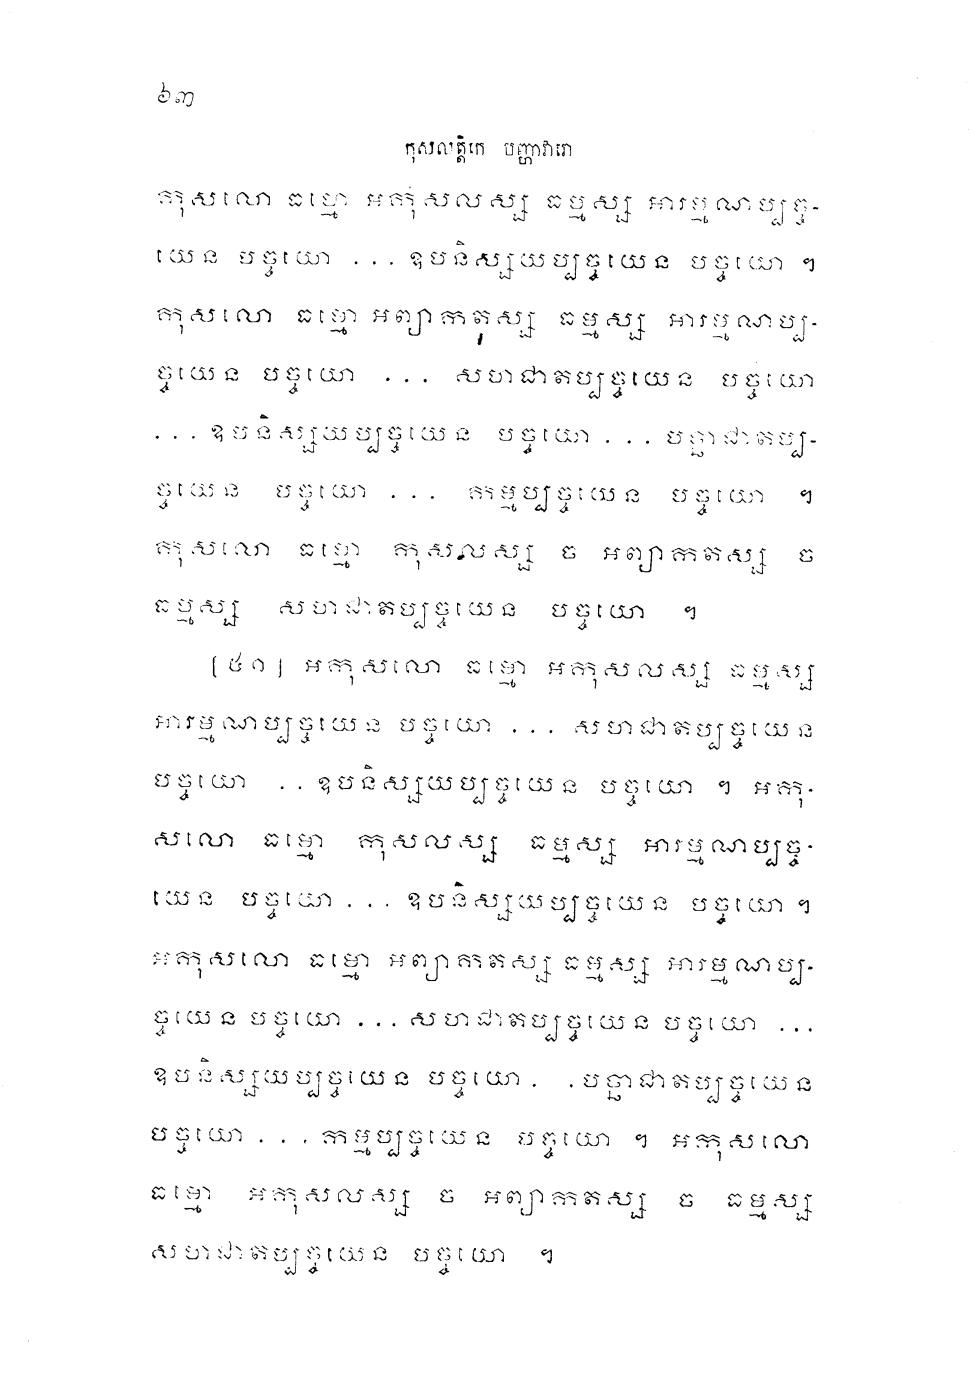 ៦៣
កុសលត្តិកេ បញ្ហាវារោ
កុសលោ ធម្មោ អកុសលស្ស ធម្មស្ស អារម្មណប្បច្ច-
យេន បច្ចយោ ... ឧបនិស្សយប្បច្ចយេន បច្ចយោ ។
កុសលោ ធម្មោ អព្យាកតុស្ស ធម្មស្ស អារម្មណប្ប-
ច្ចយេន បច្ចយោ ... សហជាតប្បច្ចយេន បច្ចយោ
... ឧបនិស្សយប្បច្ចយេន បច្ចយោ ... បច្ឆាជាតប្ប-
ច្ចយេន បច្ចយោ ... កម្មប្បច្ចយេន បច្ចយោ ។
កុសលោ ធម្មោ កុសលស្ស ច អព្យាកតស្ស ច
ធម្មស្ស សហជាតប្បច្ចយេន បច្ចយោ ។
[៥០] អកុសលោ ធម្មោ អកុសលស្ស ធម្មស្ស
អារម្មណប្បច្ចយេន បច្ចយោ ... សហជាតប្បច្ចយេន
បច្ចយោ .. ឧបនិស្សយប្បច្ចយេន បច្ចយោ ។ អកុ-
សលោ ធម្មោ កុសលស្ស ធម្មស្ស អារម្មណប្បច្ច-
យេន បច្ចយោ ... ឧបនិស្សយប្បច្ចយេន បច្ចយោ ។
អកុសលោ ធម្មោ អព្យាកតស្ស ធម្មស្ស អារម្មណប្ប-
ច្ចយេន បច្ចយោ ... សហជាតប្បច្ចយេន បច្ចយោ ...
ឧបនិស្សយប្បច្ចយេន បច្ចយោ . .បច្ឆាជាតប្បច្ចយេន
បច្ចយោ ... កម្មប្បច្ចយេន បច្ចយោ ។ អកុសលោ
ធម្មោ អកុសលស្ស ច អព្យាកតស្ស ច ធម្មស្ស
សហជាតប្បច្ចយេន បច្ចយោ ។